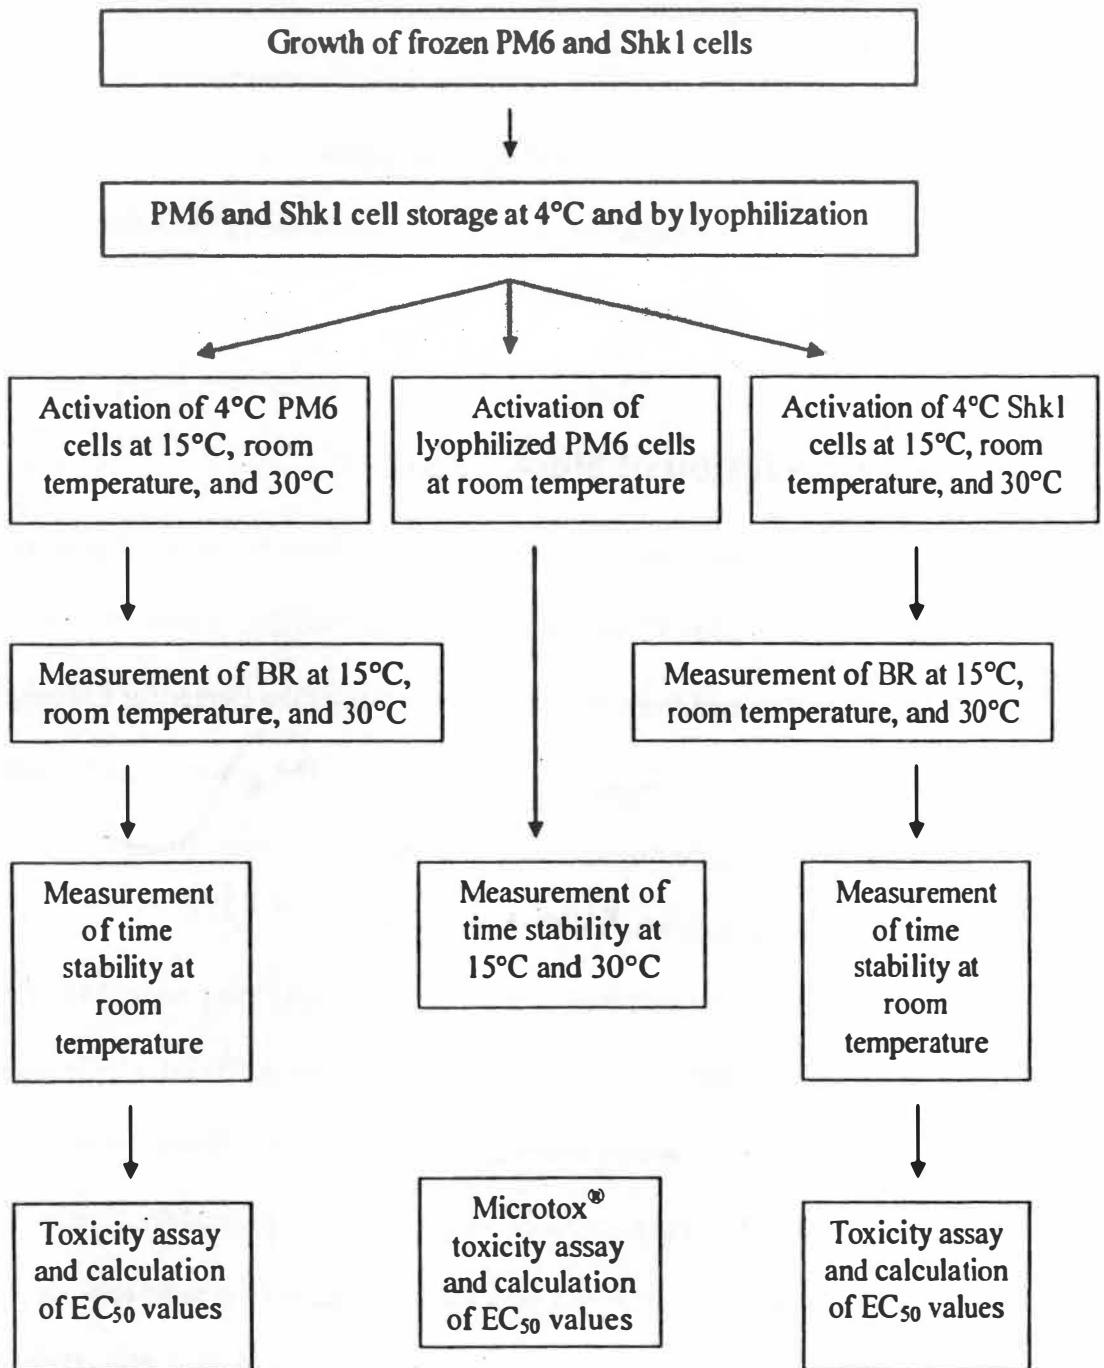 Growth of frozen PM6 and Shk1 cells
PM6 and Shk1 cell storage at 4°C and by lyophilization
Activation of 4°C PM6
cells at 15°C, room
temperature, and 30°C
Activation of
lyophilized PM6 cells
at room temperature
Activation of 4°C Shk1
cells at 15°C, room
temperature, and 30°C
Measurement of BR at 15°C,
room temperature, and 30°C
Measurement of BR at 15°C,
room temperature, and 30°C
Measurement
of time
stability at
room
temperature
Measurement of
time stability at
15°C and 30°C
Measurement
of time
stability at
room
temperature
Toxicity assay
and calculation
of EC50 values
Microtox®
toxicity assay
and calculation
of EC50 values
Toxicity assay
and calculation
of EC50 values